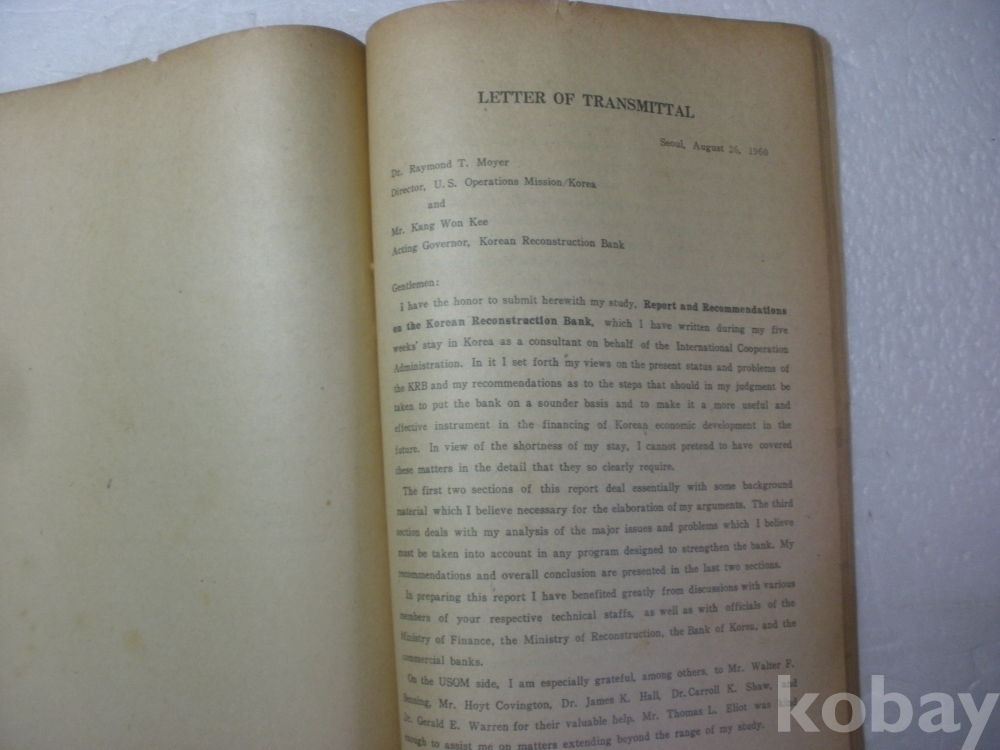 LETTER OF TRANSMITTAL
Seoul, August 26, 1960
Dr. Raymond T. Moyer
Director, U.S. Operations Mission/Korea
and
Mr. Kang Won Kee
Acting Governor, Korean Reconstruction Bank
Gentlemen:
I have the honor to submit herewith my study, Report and Recommendations
on the Korean Reconstruction Bank, which I have written during my five
weeks' stay in Korea as a consultant on behalf of the International Cooperation
Administration. In it I set forth my views on the present status and problems of
the KRB and my recommendations as to the steps that should in my judgment be
taken to put the bank on a sounder basis and to make it a more useful and
effective instrument in the financing of Korean economic development in the
future. In view of the shortness of my stay, I cannot pretend to have covered
these matters in the detail that they so clearly require.
The first two sections of this report deal essentially with some background
material which I believe necessary for the elaboration of my arguments. The third
section deals with my analysis of the major issues and problems which I believe
must be taken into account in any program designed to strengthen the bank. My
recommendations and overall conclusion are presented in the last two sections.
In preparing this report I have benefited greatly from discussions with various
members of your respective technical staffs, as well as with officials of the
Ministry of Finance, the Ministry of Reconstruction, the Bank of Korea, and the
commercial banks.
On the USOM side, I am especially grateful, among others, to Mr. Walter F.
Mr. Hoyt Covington, Dr. James K. Hall, Dr. Carroll K. Shaw, and
Dr. Gerald E. Warren for their valuable help. Mr. Thomas L. Eliot was kind
enough to assist me on matters extending beyond the range of my study.
kobay